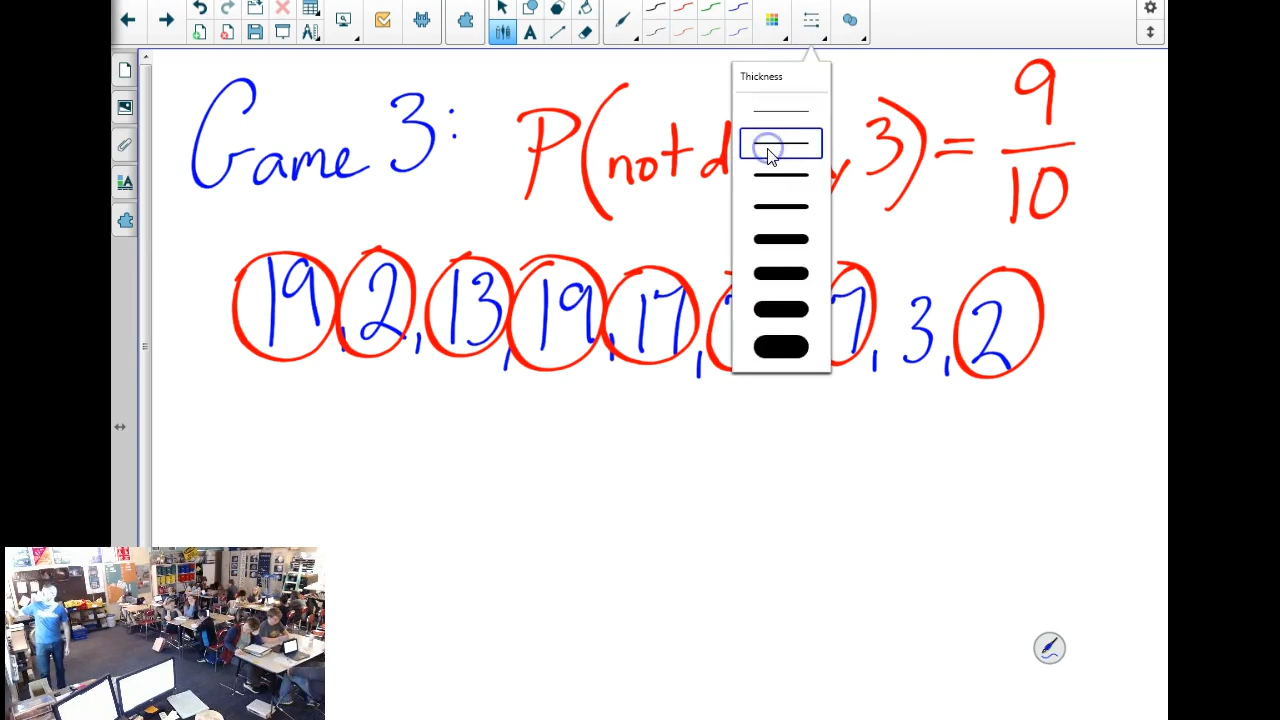 Thickness
Game 3: P(not d , 3) = 9/10
19, 2, 13, 19, 17, 7, 3, 2